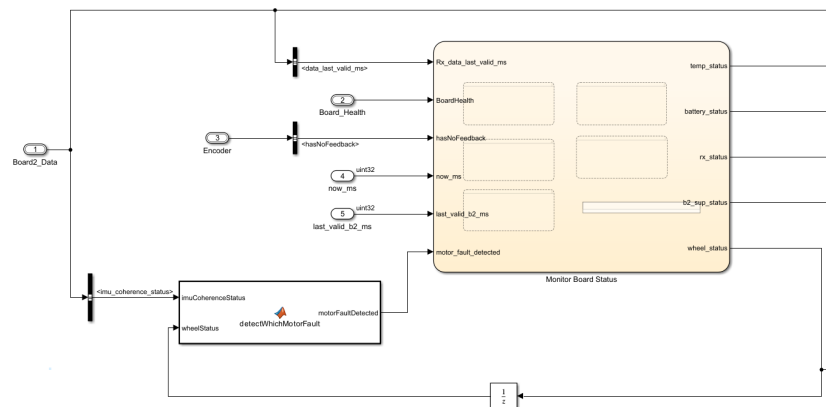 <data_last_valid_ms>
Rx_data_last_valid_ms
temp_status
2
Board_Health
BoardHealth
battery_status
3
Encoder
<hasNoFeedback>
hasNoFeedback
1
Board2_Data
rx_status
4
uint32
now_ms
now_ms
5
uint32
last_valid_b2_ms
last_valid_b2_ms
b2_sup_status
motor_fault_detected
wheel_status
Monitor Board Status
<imu_coherence_status>
imuCoherenceStatus
wheelStatus
detectWhichMotorFault
motorFaultDetected
1
z